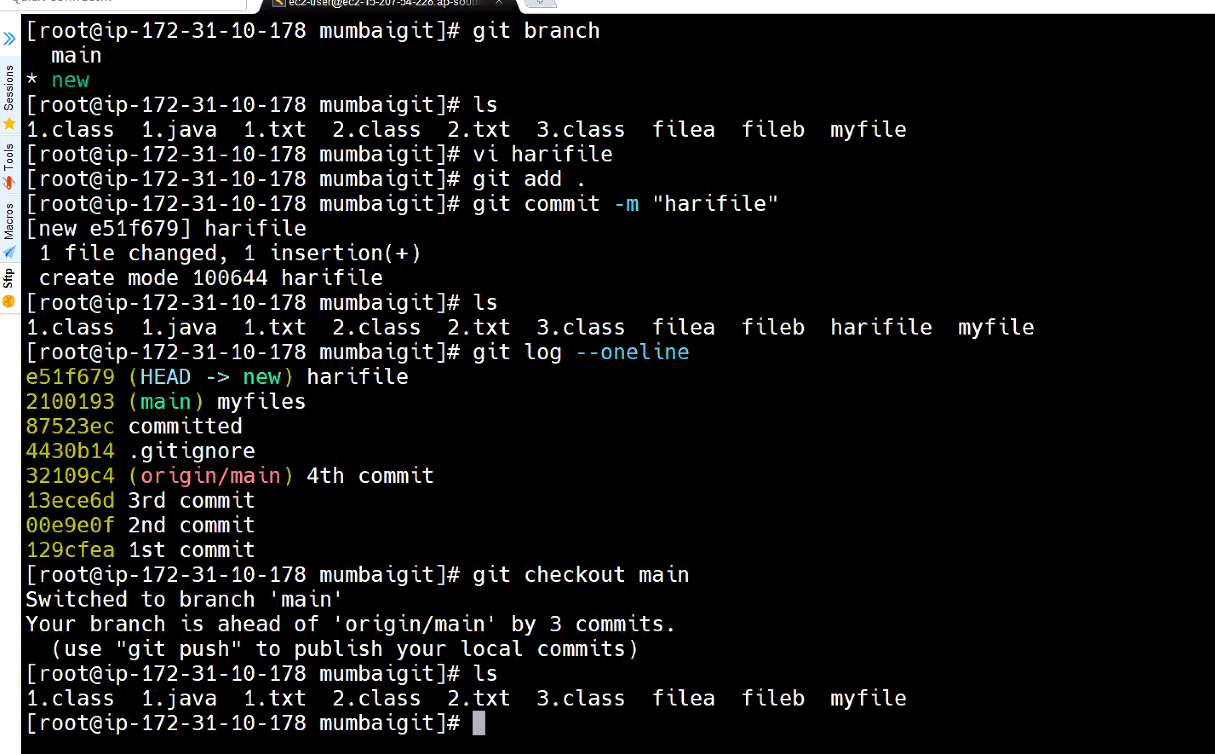 [root@ip-172-31-10-178 mumbaigit]# git branch
  main
* new
[root@ip-172-31-10-178 mumbaigit]# ls
1.class  1.java  1.txt  2.class  2.txt  3.class  filea  fileb  myfile
[root@ip-172-31-10-178 mumbaigit]# vi harifile
[root@ip-172-31-10-178 mumbaigit]# git add .
[root@ip-172-31-10-178 mumbaigit]# git commit -m "harifile"
[new e51f679] harifile
 1 file changed, 1 insertion(+)
 create mode 100644 harifile
[root@ip-172-31-10-178 mumbaigit]# ls
1.class  1.java  1.txt  2.class  2.txt  3.class  filea  fileb  harifile  myfile
[root@ip-172-31-10-178 mumbaigit]# git log --oneline
e51f679 (HEAD -> new) harifile
2100193 (main) myfiles
87523ec committed
4430b14 .gitignore
32109c4 (origin/main) 4th commit
13ece6d 3rd commit
00e9e0f 2nd commit
129cfea 1st commit
[root@ip-172-31-10-178 mumbaigit]# git checkout main
Switched to branch 'main'
Your branch is ahead of 'origin/main' by 3 commits.
  (use "git push" to publish your local commits)
[root@ip-172-31-10-178 mumbaigit]# ls
1.class  1.java  1.txt  2.class  2.txt  3.class  filea  fileb  myfile
[root@ip-172-31-10-178 mumbaigit]#
Sessions
Tools
Macros
Sftp